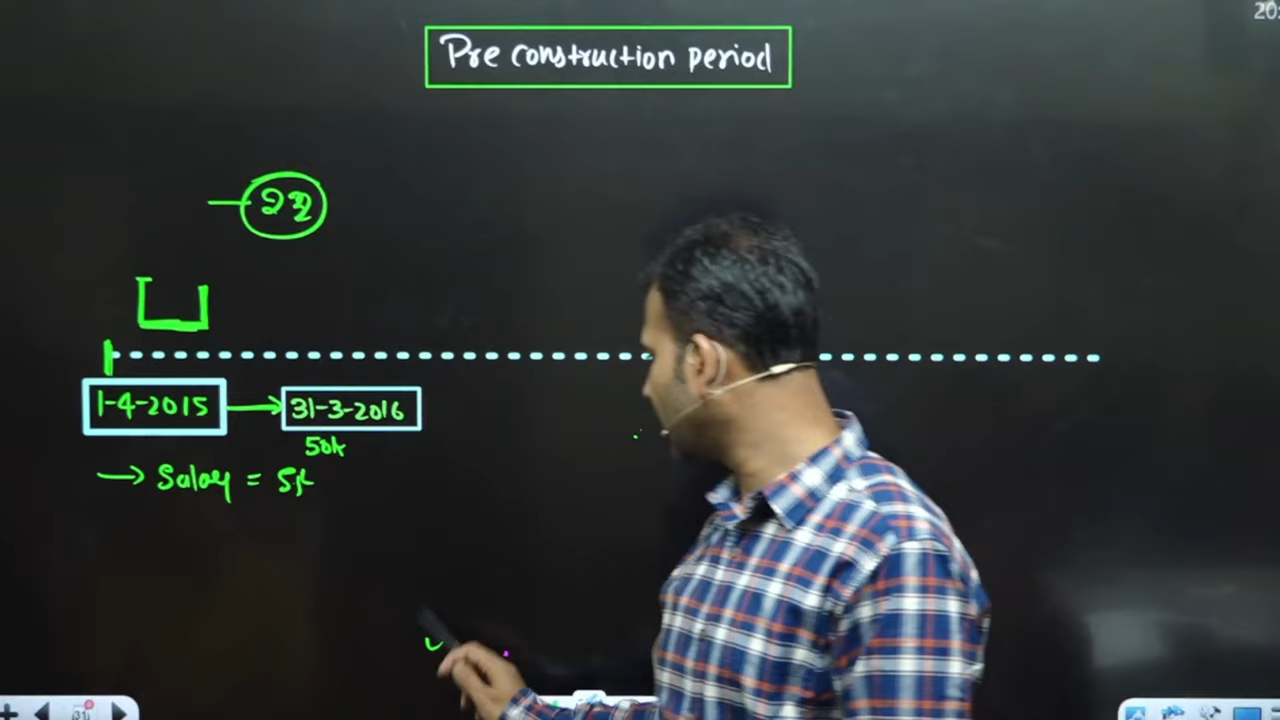 Pre construction period
1-4-2015
31-3-2016
50k
Salary = 5k